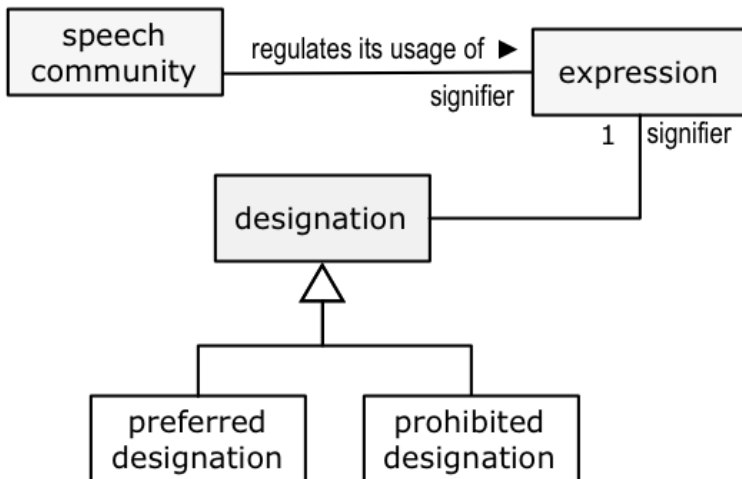 speech
community
regulates its usage of ►
signifier
expression
1
signifier
designation
preferred
designation
prohibited
designation